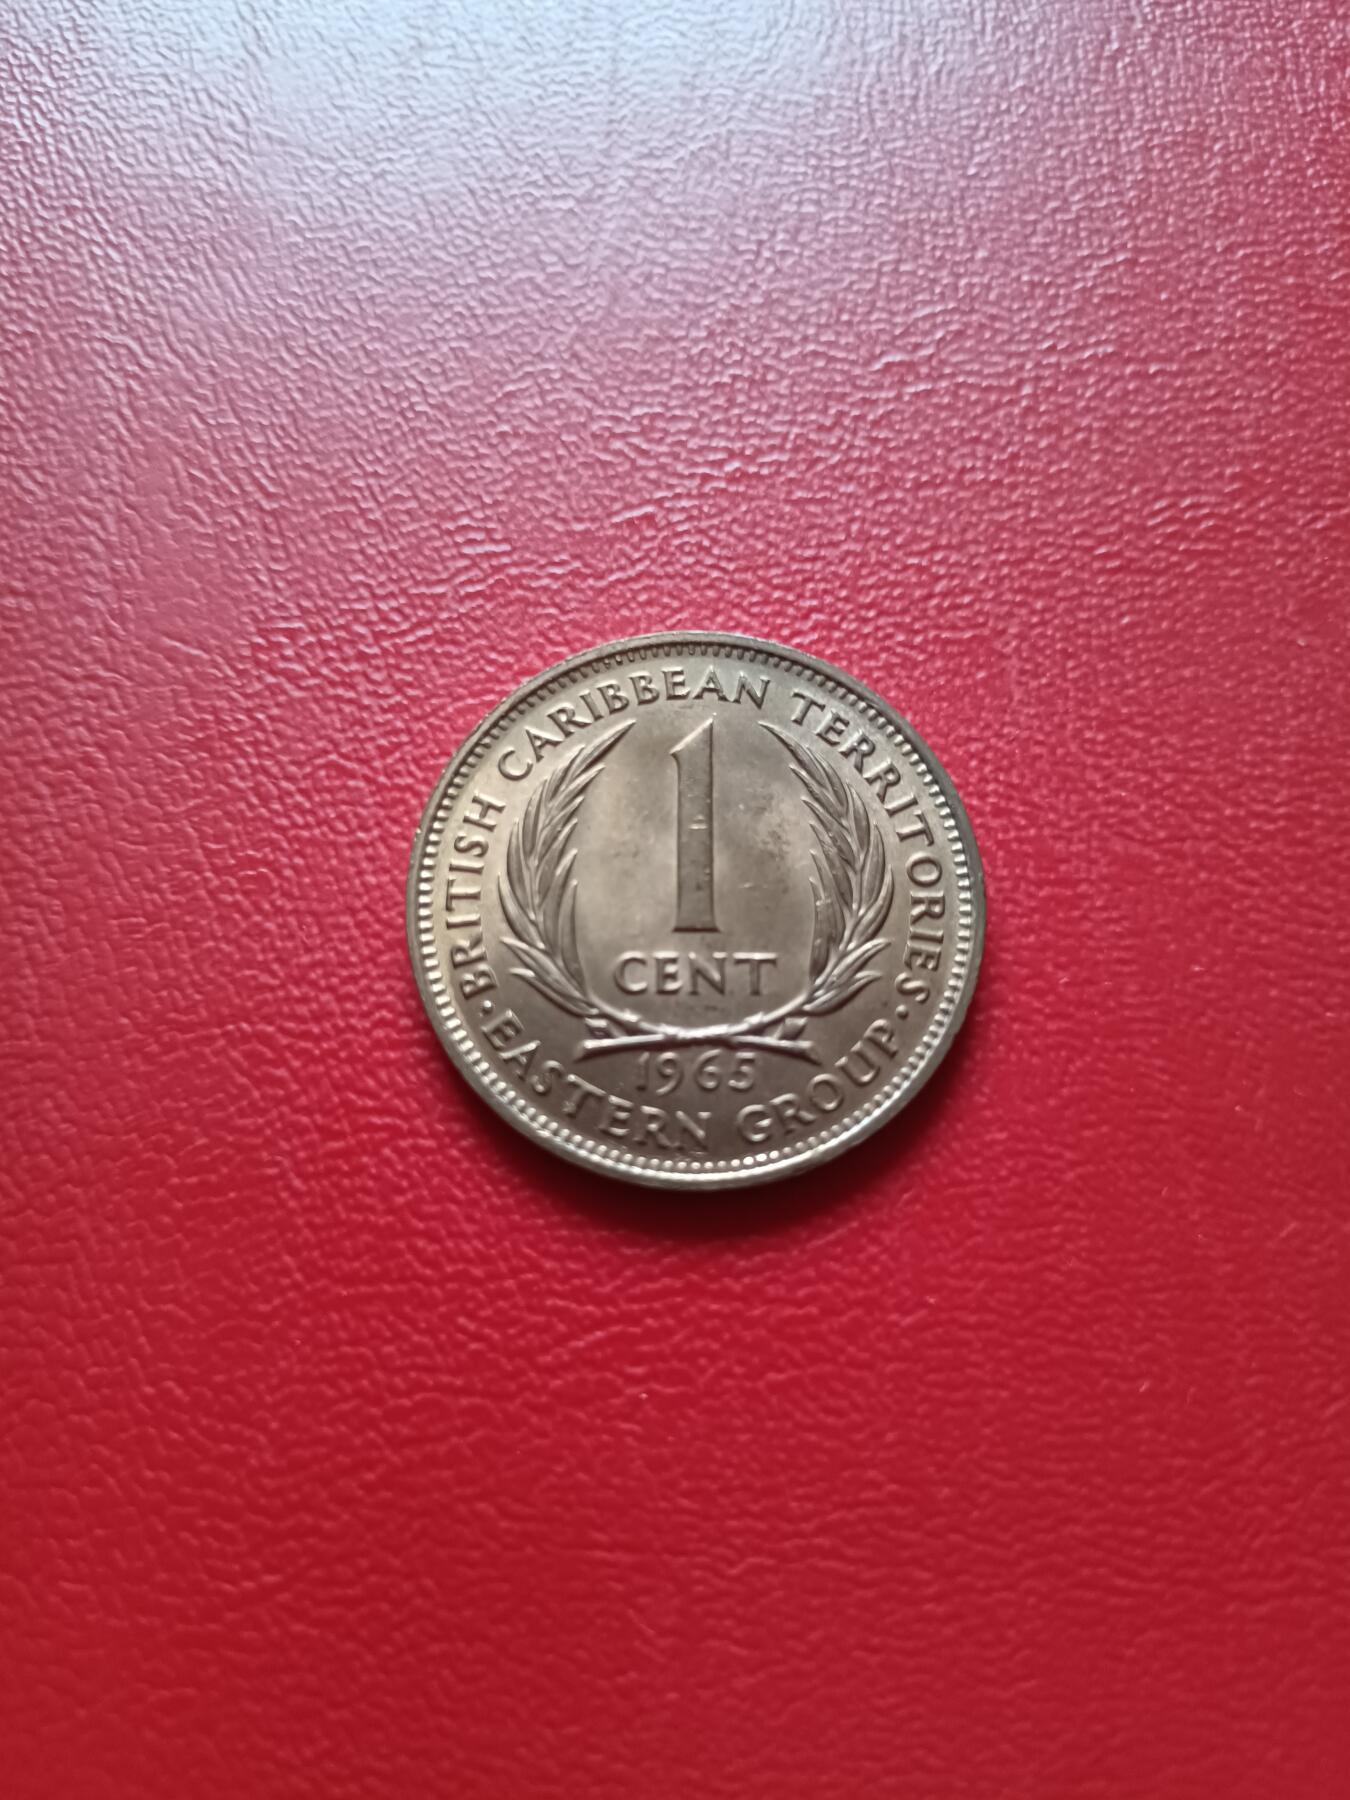 BRITISH CARIBBEAN TERRITORIES
1
CENT
1965
·EASTERN GROUP·